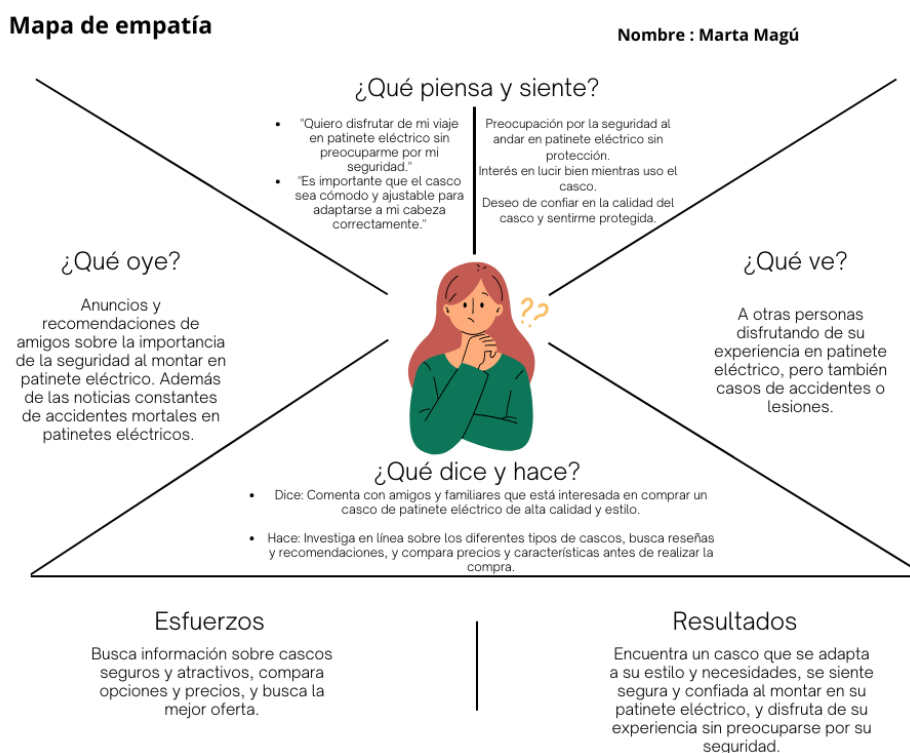 Mapa de empatía
Nombre : Marta Magú
¿Qué piensa y siente?
• "Quiero disfrutar de mi viaje
en patinete eléctrico sin
preocuparme por mi
seguridad."
• "Es importante que el casco
sea cómodo y ajustable para
adaptarse a mi cabeza
correctamente."
Preocupación por la seguridad al
andar en patinete eléctrico sin
protección.
Interés en lucir bien mientras uso el
casco.
Deseo de confiar en la calidad del
casco y sentirme protegida.
¿Qué oye?
Anuncios y
recomendaciones de
amigos sobre la importancia
de la seguridad al montar en
patinete eléctrico. Además
de las noticias constantes
de accidentes mortales en
patinetes eléctricos.
??
¿Qué ve?
A otras personas
disfrutando de su
experiencia en patinete
eléctrico, pero también
casos de accidentes o
lesiones.
¿Qué dice y hace?
• Dice: Comenta con amigos y familiares que está interesada en comprar un
casco de patinete eléctrico de alta calidad y estilo.
• Hace: Investiga en línea sobre los diferentes tipos de cascos, busca reseñas
y recomendaciones, y compara precios y características antes de realizar la
compra.
Esfuerzos
Busca información sobre cascos
seguros y atractivos, compara
opciones y precios, y busca la
mejor oferta.
Resultados
Encuentra un casco que se adapta
a su estilo y necesidades, se siente
segura y confiada al montar en su
patinete eléctrico, y disfruta de su
experiencia sin preocuparse por su
seguridad.